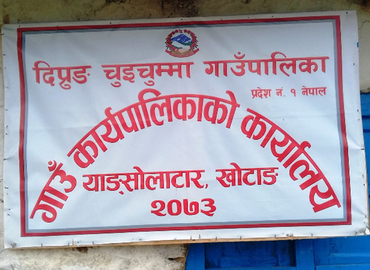 दिप्रुङ चुइचुम्मा गाउँपालिका
प्रदेश नं. १ नेपाल
गाउँ कार्यपालिकाको कार्यालय
याङ्सोलाटार, खोटाङ
२०७३